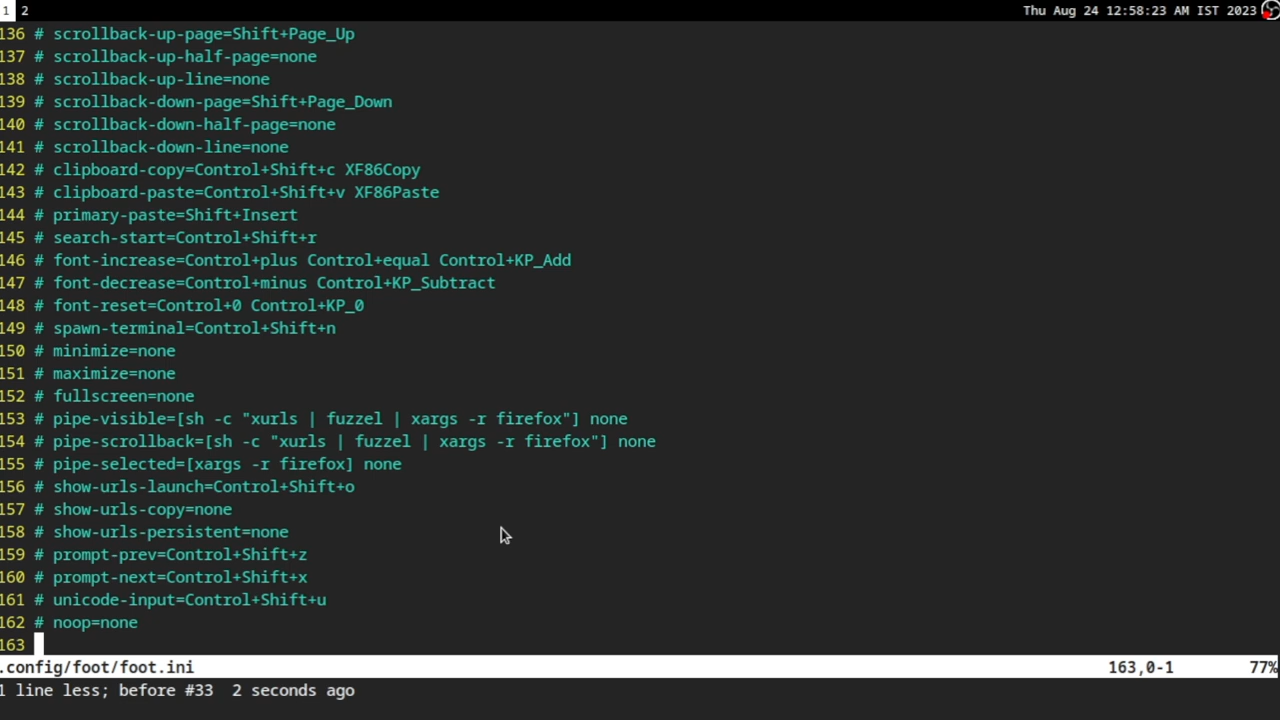 1 2 Thu Aug 24 12:58:23 AM IST 2023
136 # scrollback-up-page=Shift+Page_Up
137 # scrollback-up-half-page=none
138 # scrollback-up-line=none
139 # scrollback-down-page=Shift+Page_Down
140 # scrollback-down-half-page=none
141 # scrollback-down-line=none
142 # clipboard-copy=Control+Shift+c XF86Copy
143 # clipboard-paste=Control+Shift+v XF86Paste
144 # primary-paste=Shift+Insert
145 # search-start=Control+Shift+r
146 # font-increase=Control+plus Control+equal Control+KP_Add
147 # font-decrease=Control+minus Control+KP_Subtract
148 # font-reset=Control+0 Control+KP_0
149 # spawn-terminal=Control+Shift+n
150 # minimize=none
151 # maximize=none
152 # fullscreen=none
153 # pipe-visible=[sh -c "xurls | fuzzel | xargs -r firefox"] none
154 # pipe-scrollback=[sh -c "xurls | fuzzel | xargs -r firefox"] none
155 # pipe-selected=[xargs -r firefox] none
156 # show-urls-launch=Control+Shift+o
157 # show-urls-copy=none
158 # show-urls-persistent=none
159 # prompt-prev=Control+Shift+z
160 # prompt-next=Control+Shift+x
161 # unicode-input=Control+Shift+u
162 # noop=none
163
.config/foot/foot.ini 163,0-1 77%
1 line less; before #33 2 seconds ago